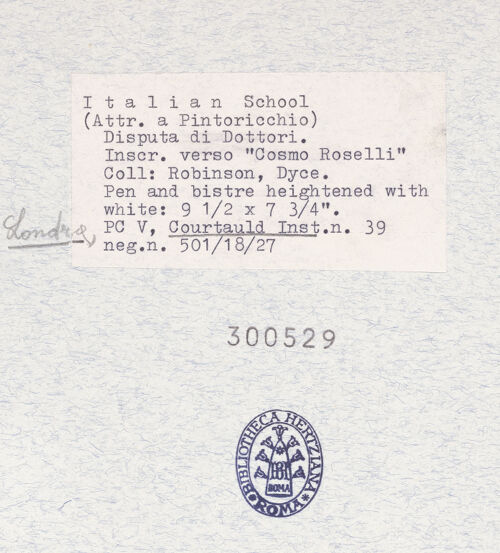 Italian School
(Attr. a Pintoricchio)
Disputa di Dottori.
Inscr. verso "Cosmo Roselli"
Coll: Robinson, Dyce.
Pen and bistre heightened with
white: 9 1/2 x 7 3/4".
Londra, PC V, Courtauld Inst.n. 39
neg.n. 501/18/27
300529
BIBLIOTHECA HERTZIANA
ROMA
ROMA